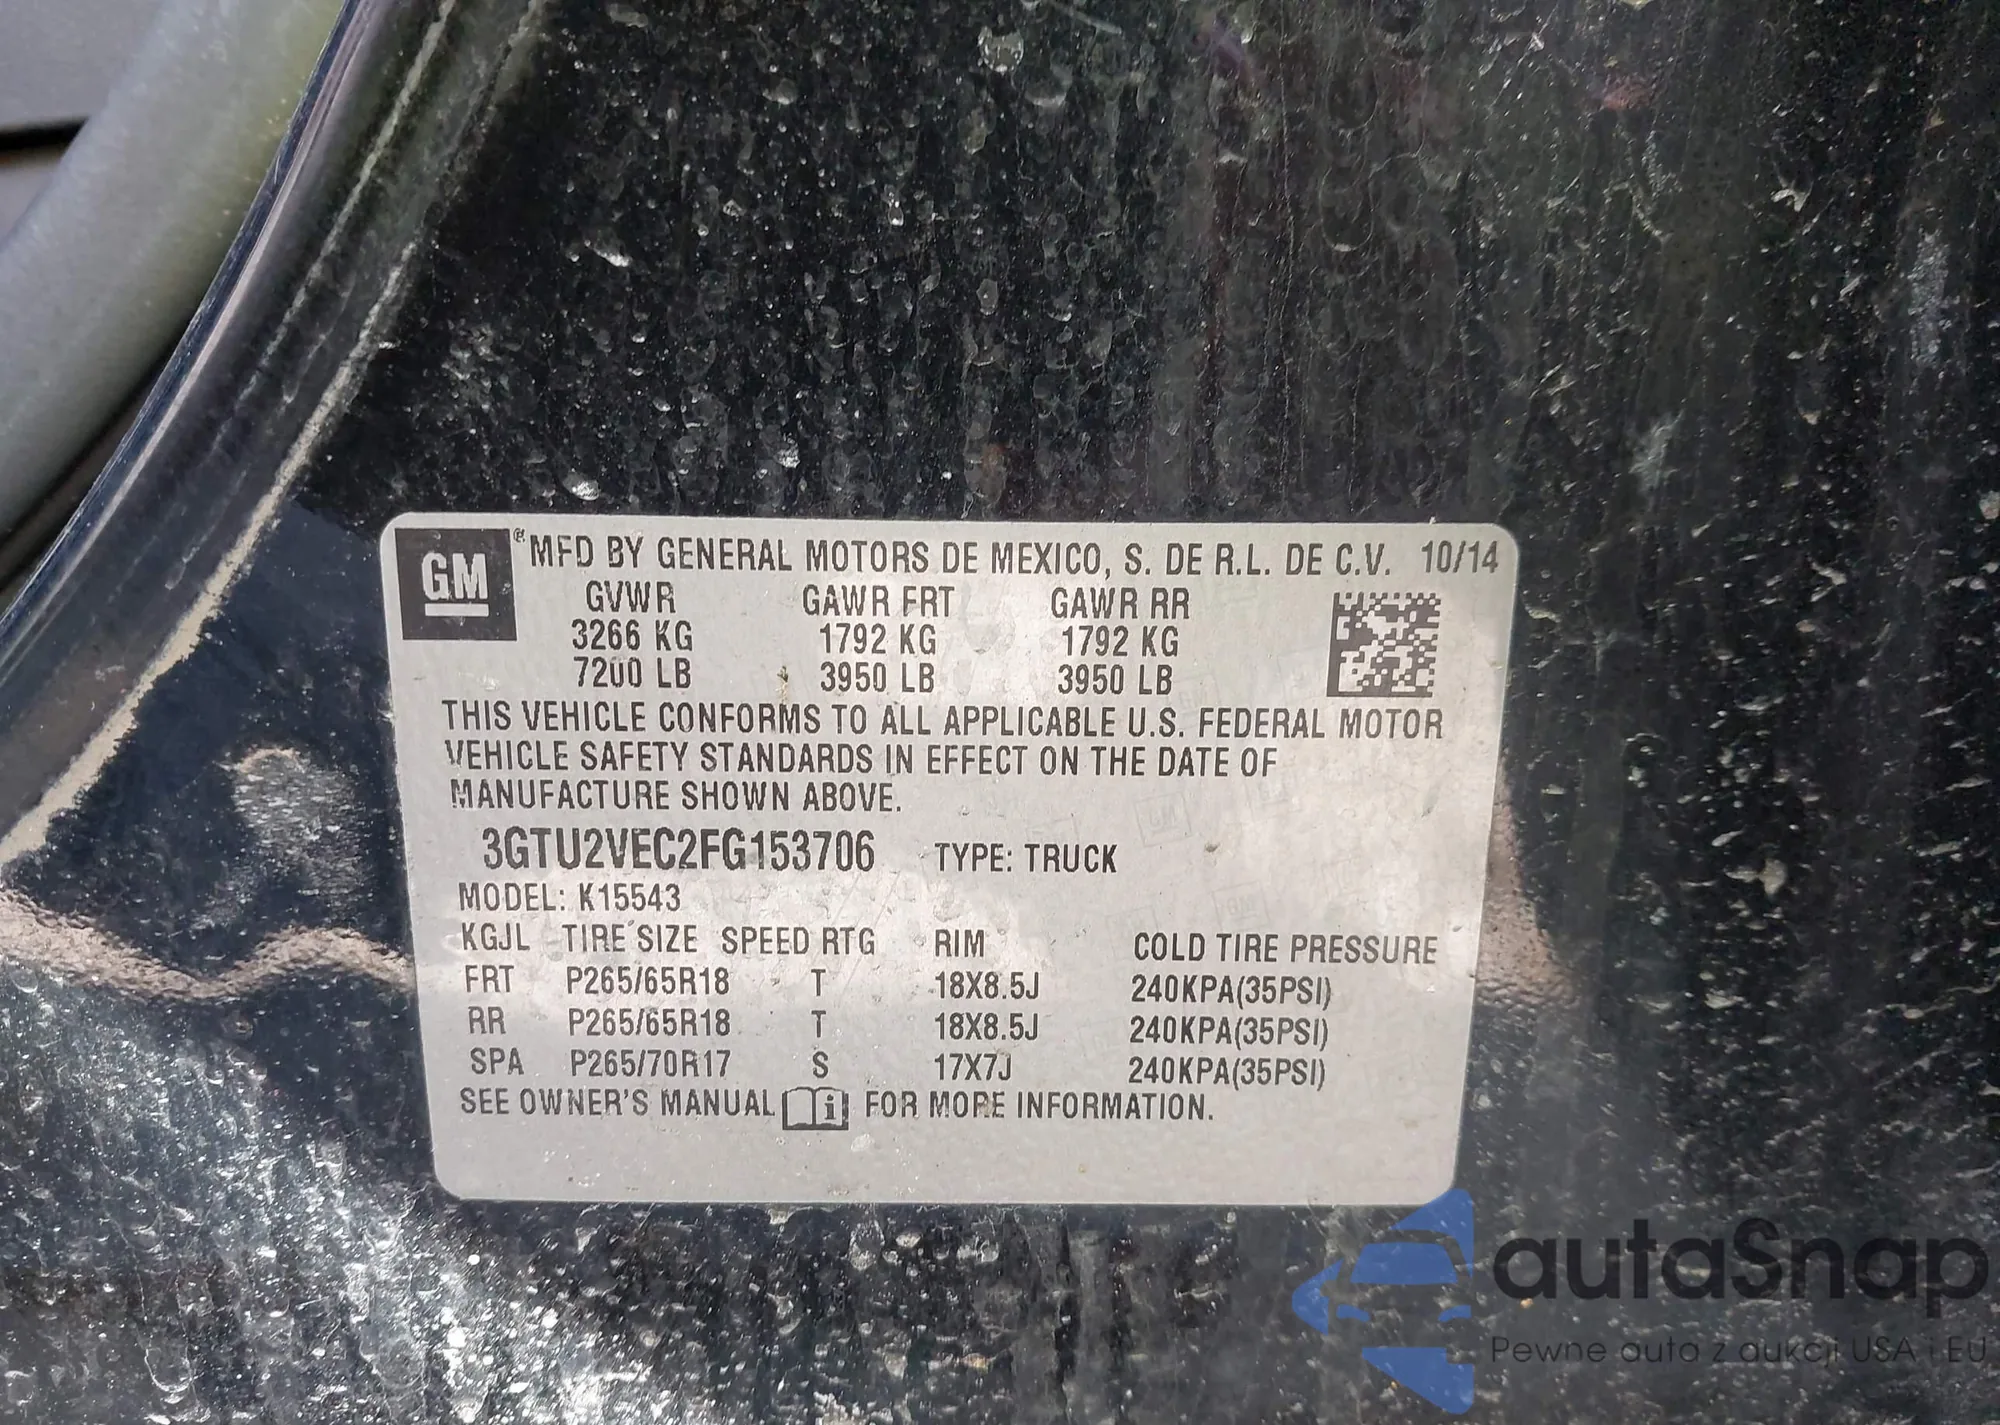 GM ® MFD BY GENERAL MOTORS DE MEXICO, S. DE R.L. DE C.V. 10/14
GVWR GAWR FRT GAWR RR
3266 KG 1792 KG 1792 KG
7200 LB 3950 LB 3950 LB
THIS VEHICLE CONFORMS TO ALL APPLICABLE U.S. FEDERAL MOTOR
VEHICLE SAFETY STANDARDS IN EFFECT ON THE DATE OF
MANUFACTURE SHOWN ABOVE.
3GTU2VEC2FG153706 TYPE: TRUCK
MODEL: K15543
KGJL TIRE SIZE SPEED RTG RIM COLD TIRE PRESSURE
FRT P265/65R18 T 18X8.5J 240KPA(35PSI)
RR P265/65R18 T 18X8.5J 240KPA(35PSI)
SPA P265/70R17 S 17X7J 240KPA(35PSI)
SEE OWNER'S MANUAL i FOR MORE INFORMATION.
autaSnap
Pewne auta z aukcji USA i EU